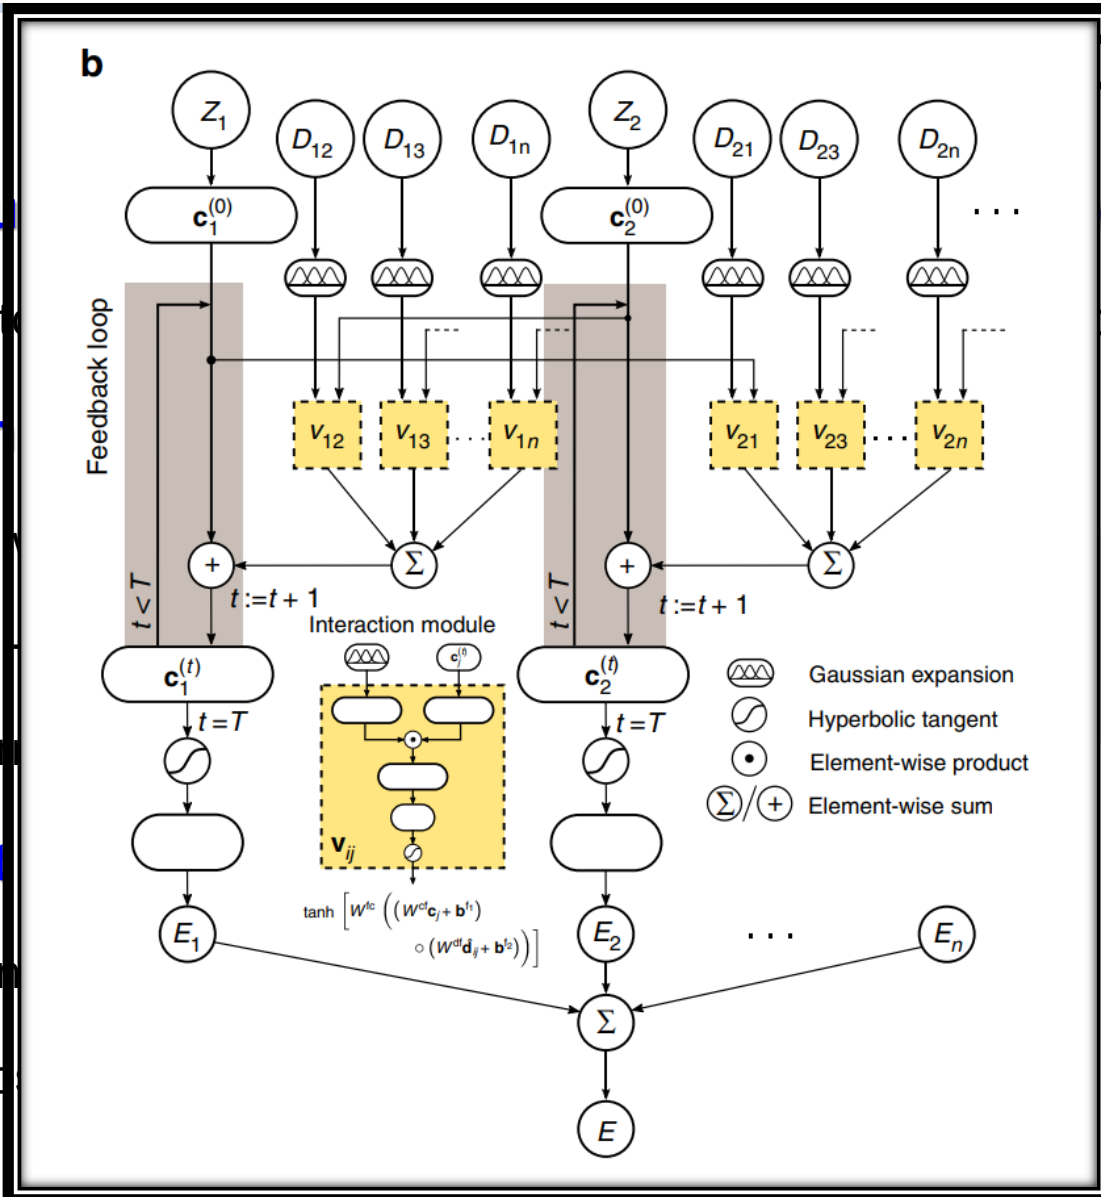 b
Z1 Z2
D12 D13 D1n D21 D23 D2n
c1(0) c2(0) ...
Feedback loop
v12 v13 ... v1n v21 v23 ... v2n
+ Σ + Σ
t < T t := t + 1 t < T t := t + 1
Interaction module
cj(t)
c1(t) c2(t)
Gaussian expansion
t = T t = T
Hyperbolic tangent
Element-wise product
Σ/+ Element-wise sum
vij
tanh [Wfc ((Wcf cj + bf1)
∘ (Wdf d̂ij + bf2))]
E1 E2 ... En
Σ
E